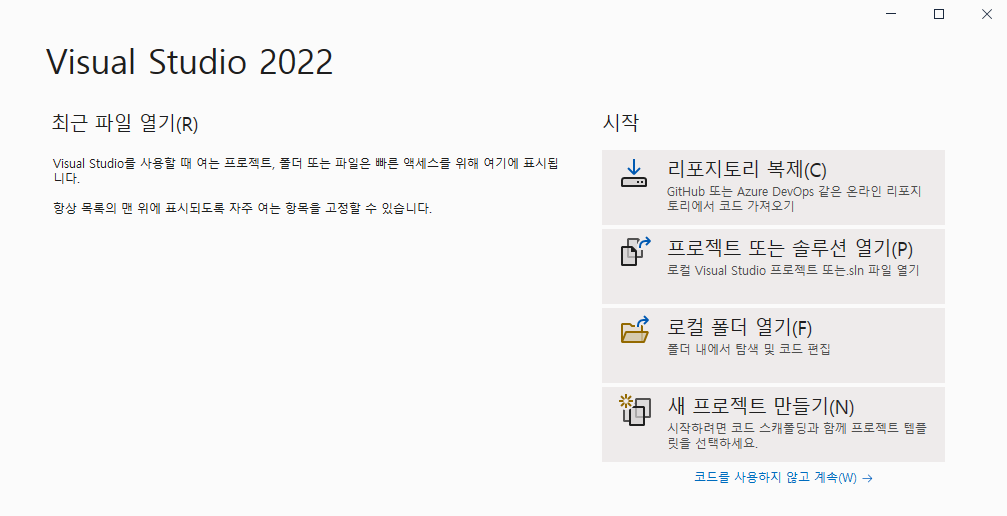 Visual Studio 2022
최근 파일 열기(R)
Visual Studio를 사용할 때 여는 프로젝트, 폴더 또는 파일은 빠른 액세스를 위해 여기에 표시됩
니다.
항상 목록의 맨 위에 표시되도록 자주 여는 항목을 고정할 수 있습니다.
시작
리포지토리 복제(C)
GitHub 또는 Azure DevOps 같은 온라인 리포지
토리에서 코드 가져오기
프로젝트 또는 솔루션 열기(P)
로컬 Visual Studio 프로젝트 또는.sln 파일 열기
로컬 폴더 열기(F)
폴더 내에서 탐색 및 코드 편집
새 프로젝트 만들기(N)
시작하려면 코드 스캐폴딩과 함께 프로젝트 템플
릿을 선택하세요.
코드를 사용하지 않고 계속(W) →